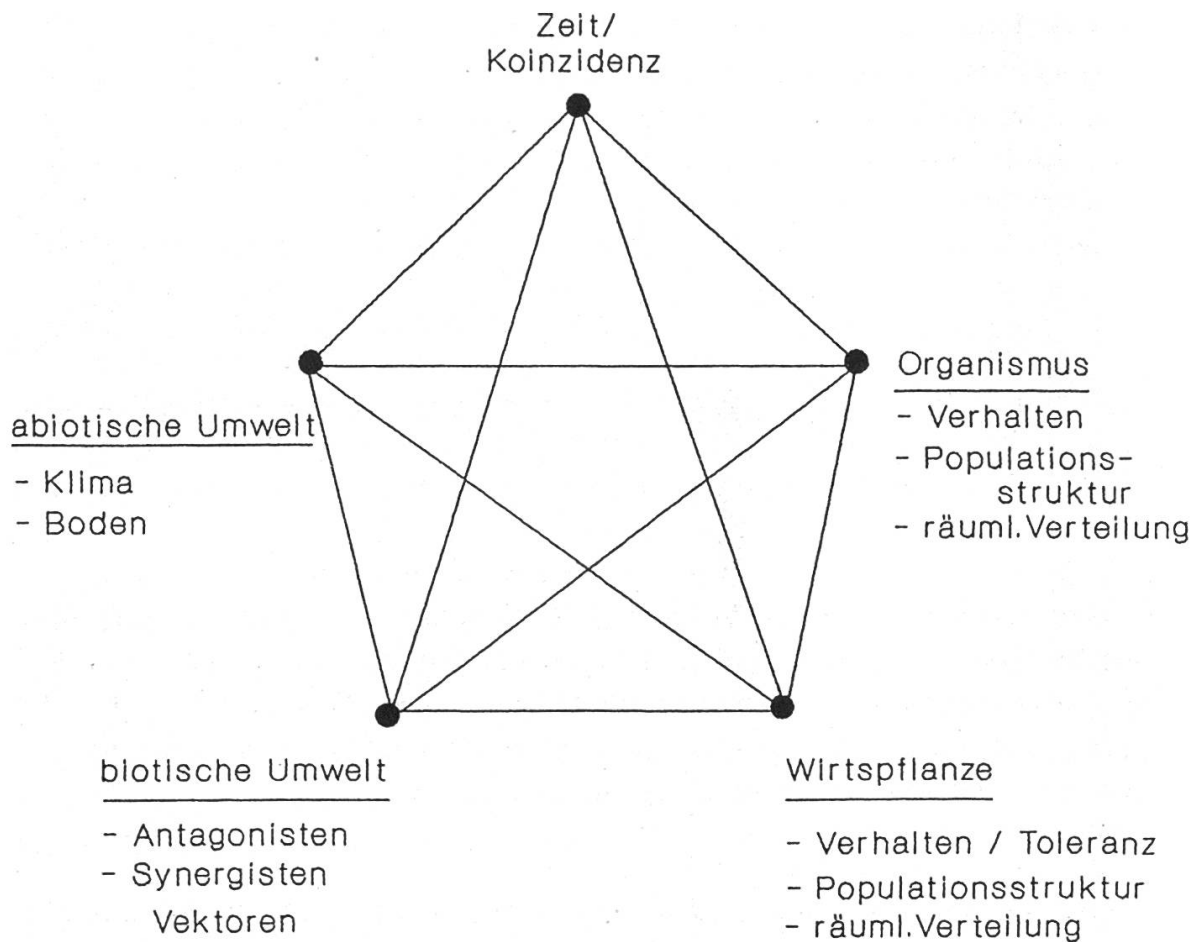 Zeit/
Koinzidenz
Organismus
- Verhalten
- Populations-
struktur
- räuml.Verteilung
abiotische Umwelt
- Klima
- Boden
biotische Umwelt
- Antagonisten
- Synergisten
Vektoren
Wirtspflanze
- Verhalten / Toleranz
- Populationsstruktur
- räuml.Verteilung